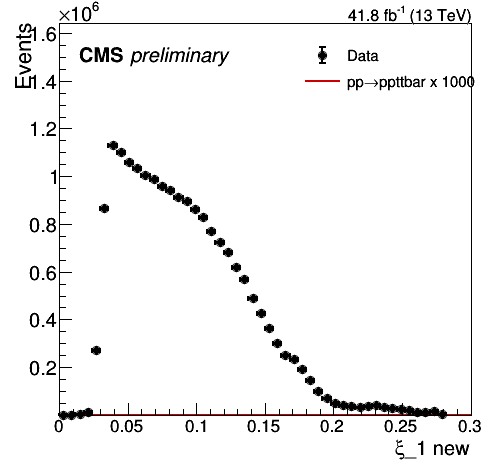 ×10⁶
41.8 fb⁻¹ (13 TeV)
Events
CMS preliminary
Data
pp→ppttbar x 1000
1.6
1.4
1.2
1
0.8
0.6
0.4
0.2
0 0.05 0.1 0.15 0.2 0.25 0.3
ξ_1 new